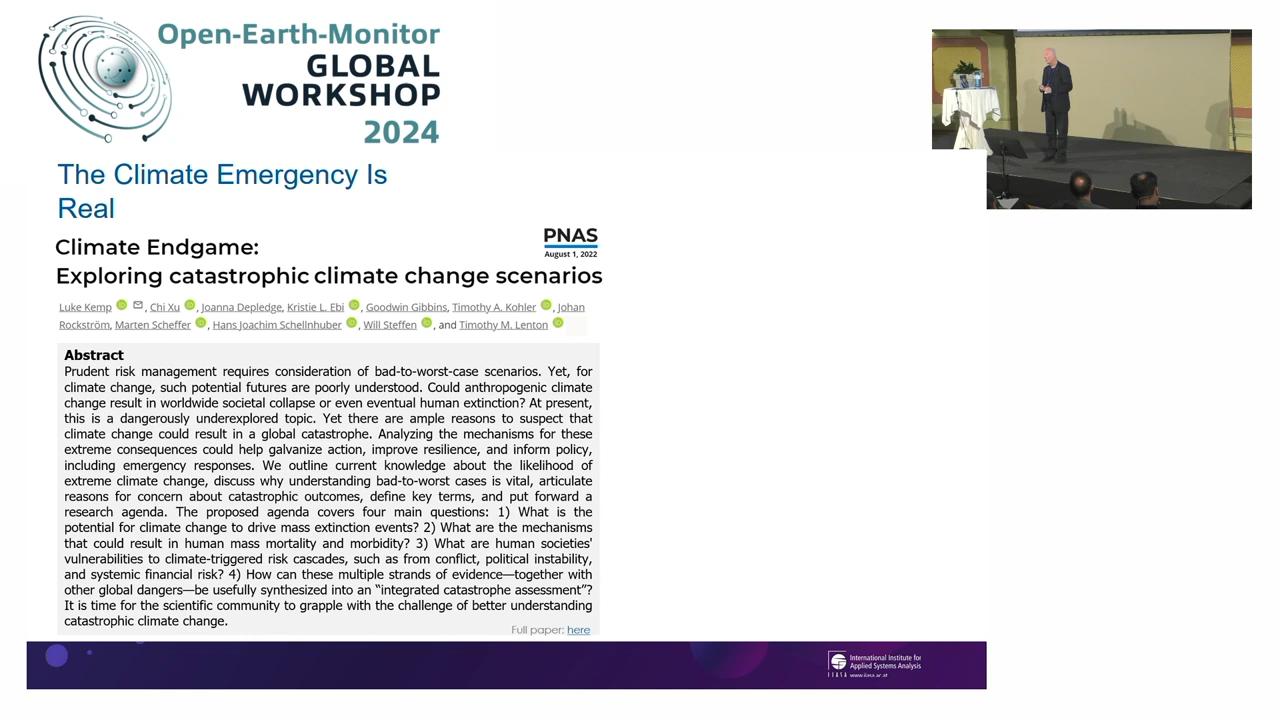 Open-Earth-Monitor
GLOBAL
WORKSHOP
2024
The Climate Emergency Is
Real
Climate Endgame:
Exploring catastrophic climate change scenarios
PNAS
August 1, 2022
Luke Kemp, Chi Xu, Joanna Depledge, Kristie L. Ebi, Goodwin Gibbins, Timothy A. Kohler, Johan
Rockström, Marten Scheffer, Hans Joachim Schellnhuber, Will Steffen, and Timothy M. Lenton
Abstract
Prudent risk management requires consideration of bad-to-worst-case scenarios. Yet, for
climate change, such potential futures are poorly understood. Could anthropogenic climate
change result in worldwide societal collapse or even eventual human extinction? At present,
this is a dangerously underexplored topic. Yet there are ample reasons to suspect that
climate change could result in a global catastrophe. Analyzing the mechanisms for these
extreme consequences could help galvanize action, improve resilience, and inform policy,
including emergency responses. We outline current knowledge about the likelihood of
extreme climate change, discuss why understanding bad-to-worst cases is vital, articulate
reasons for concern about catastrophic outcomes, define key terms, and put forward a
research agenda. The proposed agenda covers four main questions: 1) What is the
potential for climate change to drive mass extinction events? 2) What are the mechanisms
that could result in human mass mortality and morbidity? 3) What are human societies'
vulnerabilities to climate-triggered risk cascades, such as from conflict, political instability,
and systemic financial risk? 4) How can these multiple strands of evidence—together with
other global dangers—be usefully synthesized into an “integrated catastrophe assessment”?
It is time for the scientific community to grapple with the challenge of better understanding
catastrophic climate change.
Full paper: here
International Institute for
Applied Systems Analysis
IIASA www.iiasa.ac.at